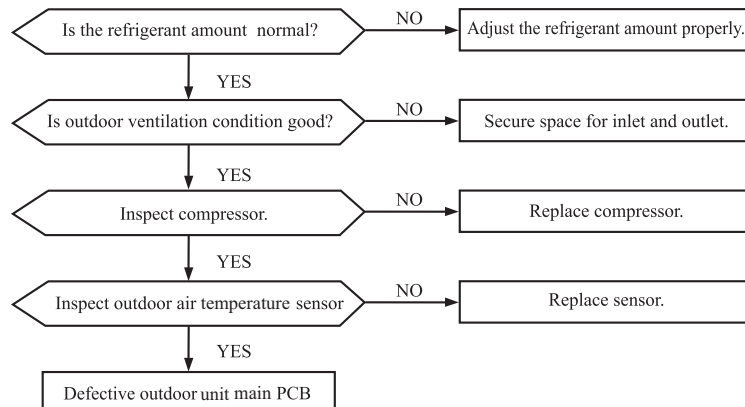 Is the refrigerant amount normal?
NO
Adjust the refrigerant amount properly.
YES
Is outdoor ventilation condition good?
NO
Secure space for inlet and outlet.
YES
Inspect compressor.
NO
Replace compressor.
YES
Inspect outdoor air temperature sensor
NO
Replace sensor.
YES
Defective outdoor unit main PCB